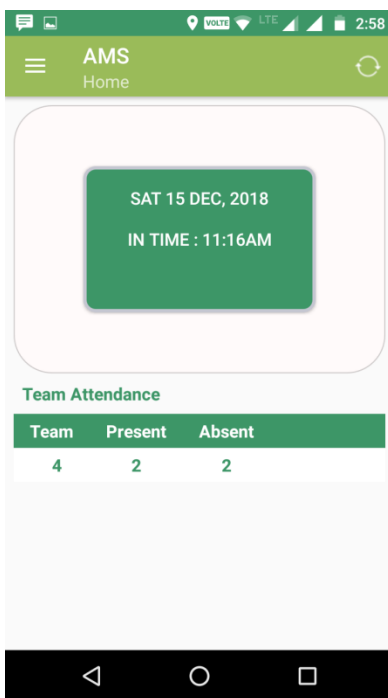 VOLTE LTE 2:58
AMS
Home
SAT 15 DEC, 2018
IN TIME : 11:16AM
Team Attendance
Team Present Absent
4 2 2